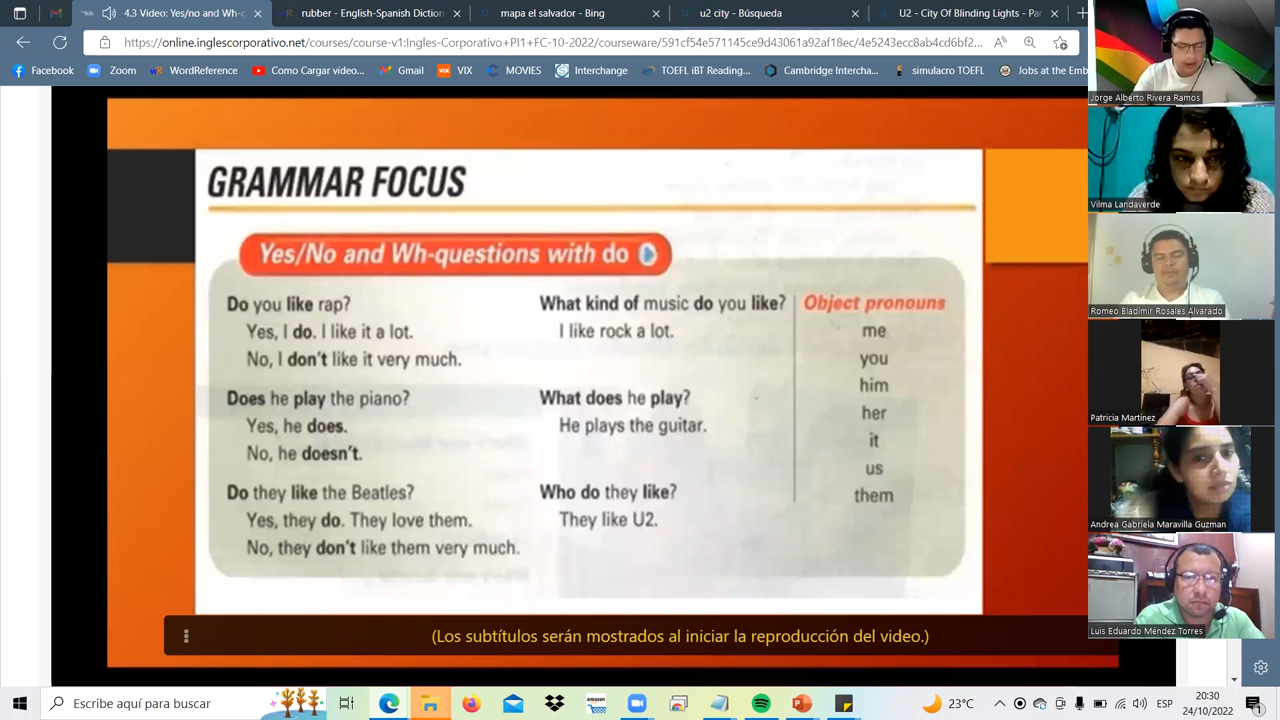 4.3 Video: Yes/no and Wh-q
rubber - English-Spanish Diction
mapa el salvador - Bing
u2 city - Búsqueda
U2 - City Of Blinding Lights - Par
https://online.inglescorporativo.net/courses/course-v1:Ingles-Corporativo+PI1+FC-10-2022/courseware/591cf54e571145ce9d43061a92af18ec/4e5243ecc8ab4cd6bf2...
Facebook
Zoom
WordReference
Como Cargar video...
Gmail
VIX
MOVIES
Interchange
TOEFL iBT Reading...
Cambridge Intercha...
simulacro TOEFL
Jobs at the Emb
GRAMMAR FOCUS
Yes/No and Wh-questions with do
Do you like rap?
Yes, I do. I like it a lot.
No, I don't like it very much.
Does he play the piano?
Yes, he does.
No, he doesn't.
Do they like the Beatles?
Yes, they do. They love them.
No, they don't like them very much.
What kind of music do you like?
I like rock a lot.
What does he play?
He plays the guitar.
Who do they like?
They like U2.
Object pronouns
me
you
him
her
it
us
them
(Los subtítulos serán mostrados al iniciar la reproducción del video.)
Jorge Alberto Rivera Ramos
Vilma Landaverde
Romeo Bladimir Rosales Alvarado
Patricia Martinez
Andrea Gabriela Maravilla Guzman
Luis Eduardo Méndez Torres
Escribe aquí para buscar
amazon
23°C
ESP
20:30
24/10/2022
1